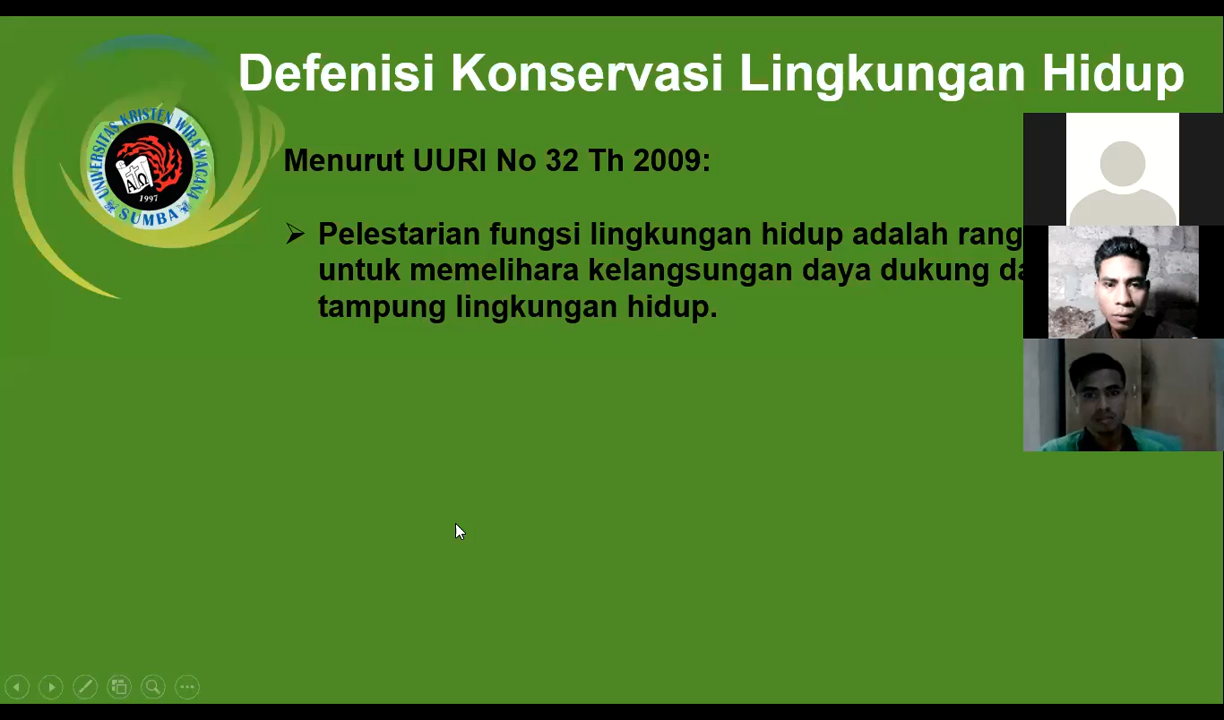 Defenisi Konservasi Lingkungan Hidup
UNIVERSITAS KRISTEN WIRA WACANA
ΑΩ
1997
SUMBA
Menurut UURI No 32 Th 2009:
Pelestarian fungsi lingkungan hidup adalah rang
untuk memelihara kelangsungan daya dukung da
tampung lingkungan hidup.